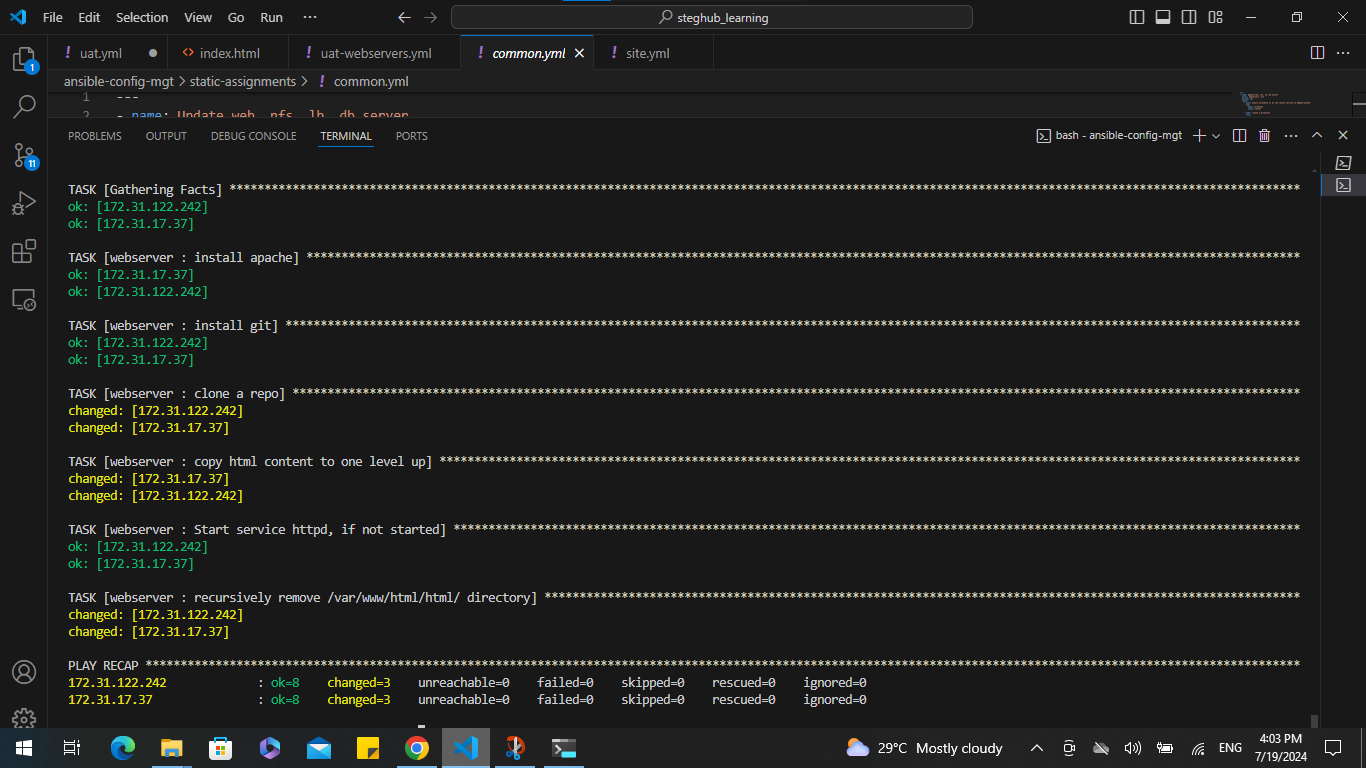 File Edit Selection View Go Run ···
steglub_learning
uat.yml
index.html
uat-webservers.yml
common.yml
site.yml
ansible-config-mgt > static-assignments > ! common.yml
1 ---
2 - name: Update web, nfs, lb, db server
PROBLEMS OUTPUT DEBUG CONSOLE TERMINAL PORTS
bash - ansible-config-mgt
1
11
TASK [Gathering Facts] *****************************************************************************************************************************************************
ok: [172.31.122.242]
ok: [172.31.17.37]
TASK [webserver : install apache] **********************************************************************************************************************************************
ok: [172.31.17.37]
ok: [172.31.122.242]
TASK [webserver : install git] *************************************************************************************************************************************************
ok: [172.31.122.242]
ok: [172.31.17.37]
TASK [webserver : clone a repo] ************************************************************************************************************************************************
changed: [172.31.122.242]
changed: [172.31.17.37]
TASK [webserver : copy html content to one level up] ***************************************************************************************************************************
changed: [172.31.17.37]
changed: [172.31.122.242]
TASK [webserver : Start service httpd, if not started] *************************************************************************************************************************
ok: [172.31.122.242]
ok: [172.31.17.37]
TASK [webserver : recursively remove /var/www/html/html/ directory] ************************************************************************************************************
changed: [172.31.122.242]
changed: [172.31.17.37]
PLAY RECAP *********************************************************************************************************************************************************************
172.31.122.242 : ok=8 changed=3 unreachable=0 failed=0 skipped=0 rescued=0 ignored=0
172.31.17.37 : ok=8 changed=3 unreachable=0 failed=0 skipped=0 rescued=0 ignored=0
29°C Mostly cloudy
ENG
4:03 PM
7/19/2024